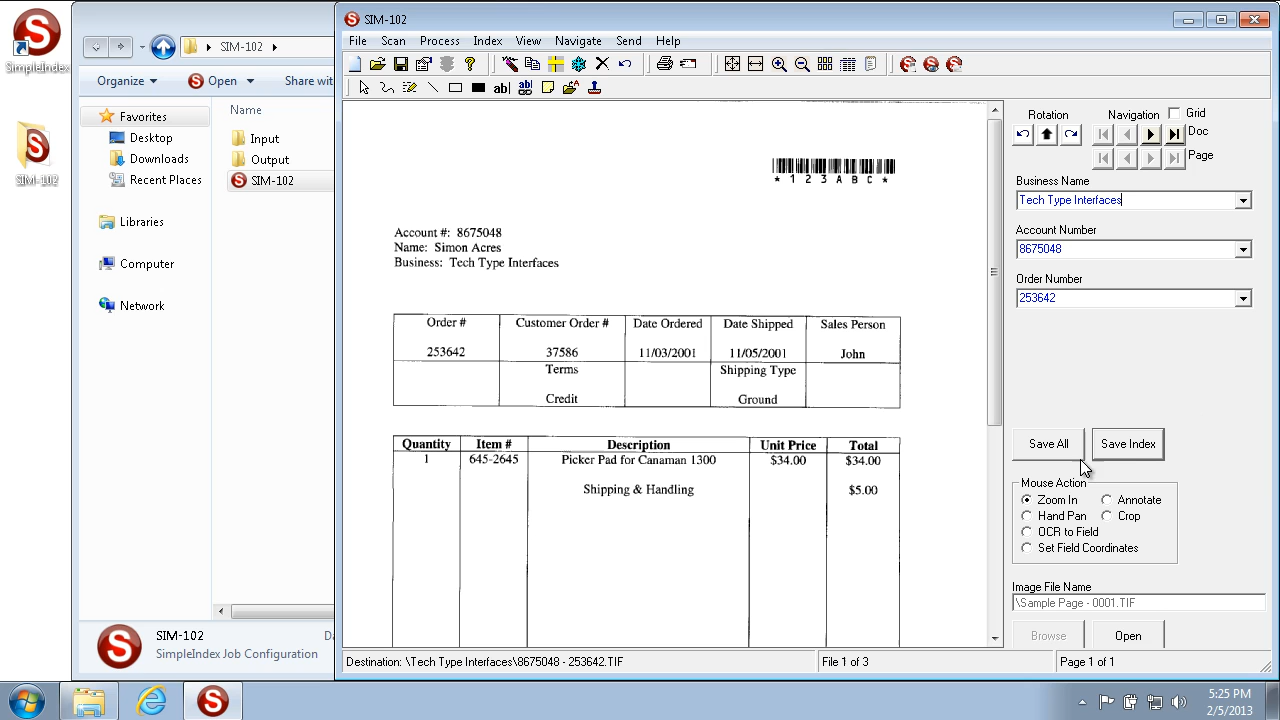 SimpleIndex
SIM-102
SIM-102
Organize
Open
Share wit
Favorites
Desktop
Downloads
Recent Places
Libraries
Computer
Network
Name
Input
Output
SIM-102
SIM-102
SimpleIndex Job Configuration
Da
SIM-102
File Scan Process Index View Navigate Send Help
ab|
ab|
*123ABC*
Account #: 8675048
Name: Simon Acres
Business: Tech Type Interfaces
Order # Customer Order # Date Ordered Date Shipped Sales Person
253642 37586 11/03/2001 11/05/2001 John
Terms Shipping Type
Credit Ground
Quantity Item # Description Unit Price Total
1 645-2645 Picker Pad for Canaman 1300 $34.00 $34.00
Shipping & Handling $5.00
Rotation
Navigation
Grid
Doc
Page
Business Name
Tech Type Interfaces
Account Number
8675048
Order Number
253642
Save All
Save Index
Mouse Action
Zoom In
Annotate
Hand Pan
Crop
OCR to Field
Set Field Coordinates
Image File Name
\Sample Page - 0001.TIF
Browse
Open
Destination: \Tech Type Interfaces\8675048 - 253642.TIF
File 1 of 3
Page 1 of 1
5:25 PM
2/5/2013